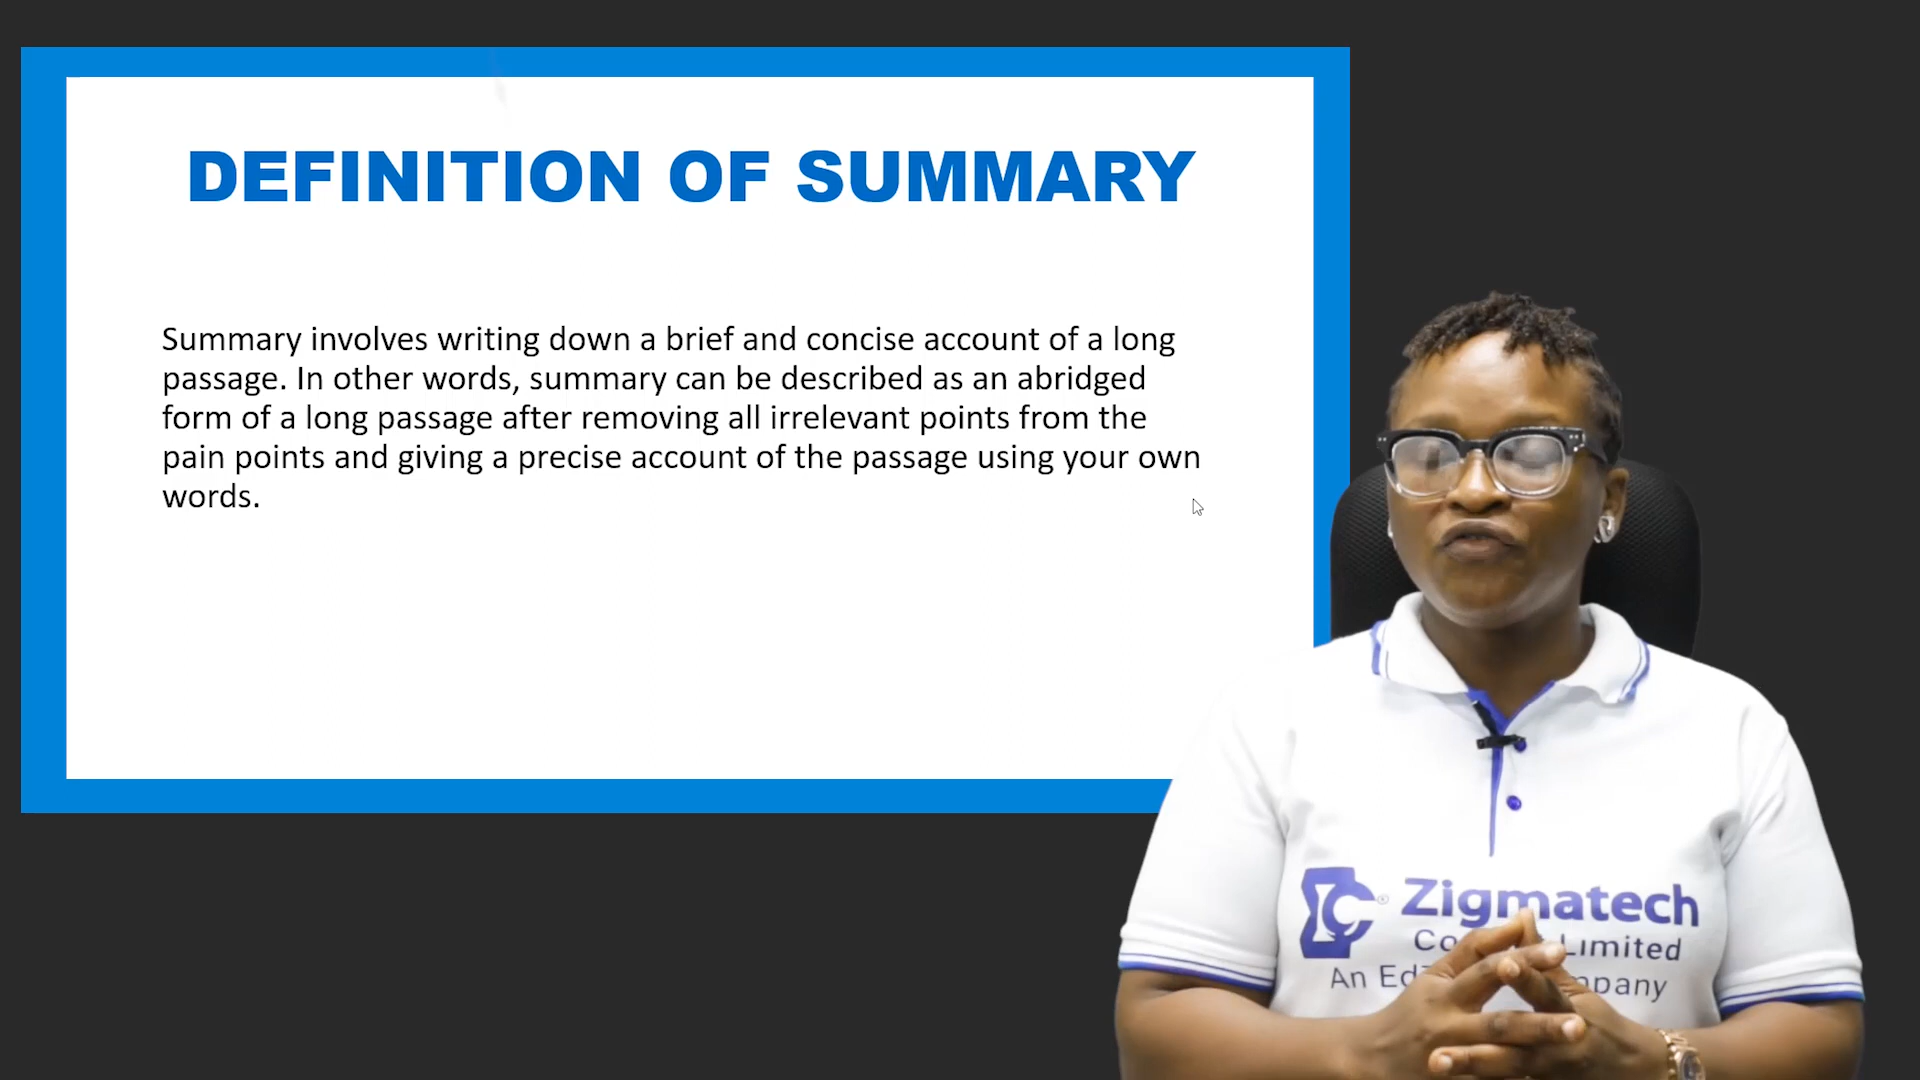 DEFINITION OF SUMMARY
Summary involves writing down a brief and concise account of a long
passage. In other words, summary can be described as an abridged
form of a long passage after removing all irrelevant points from the
pain points and giving a precise account of the passage using your own
words.
Zigmatech
Limited
An